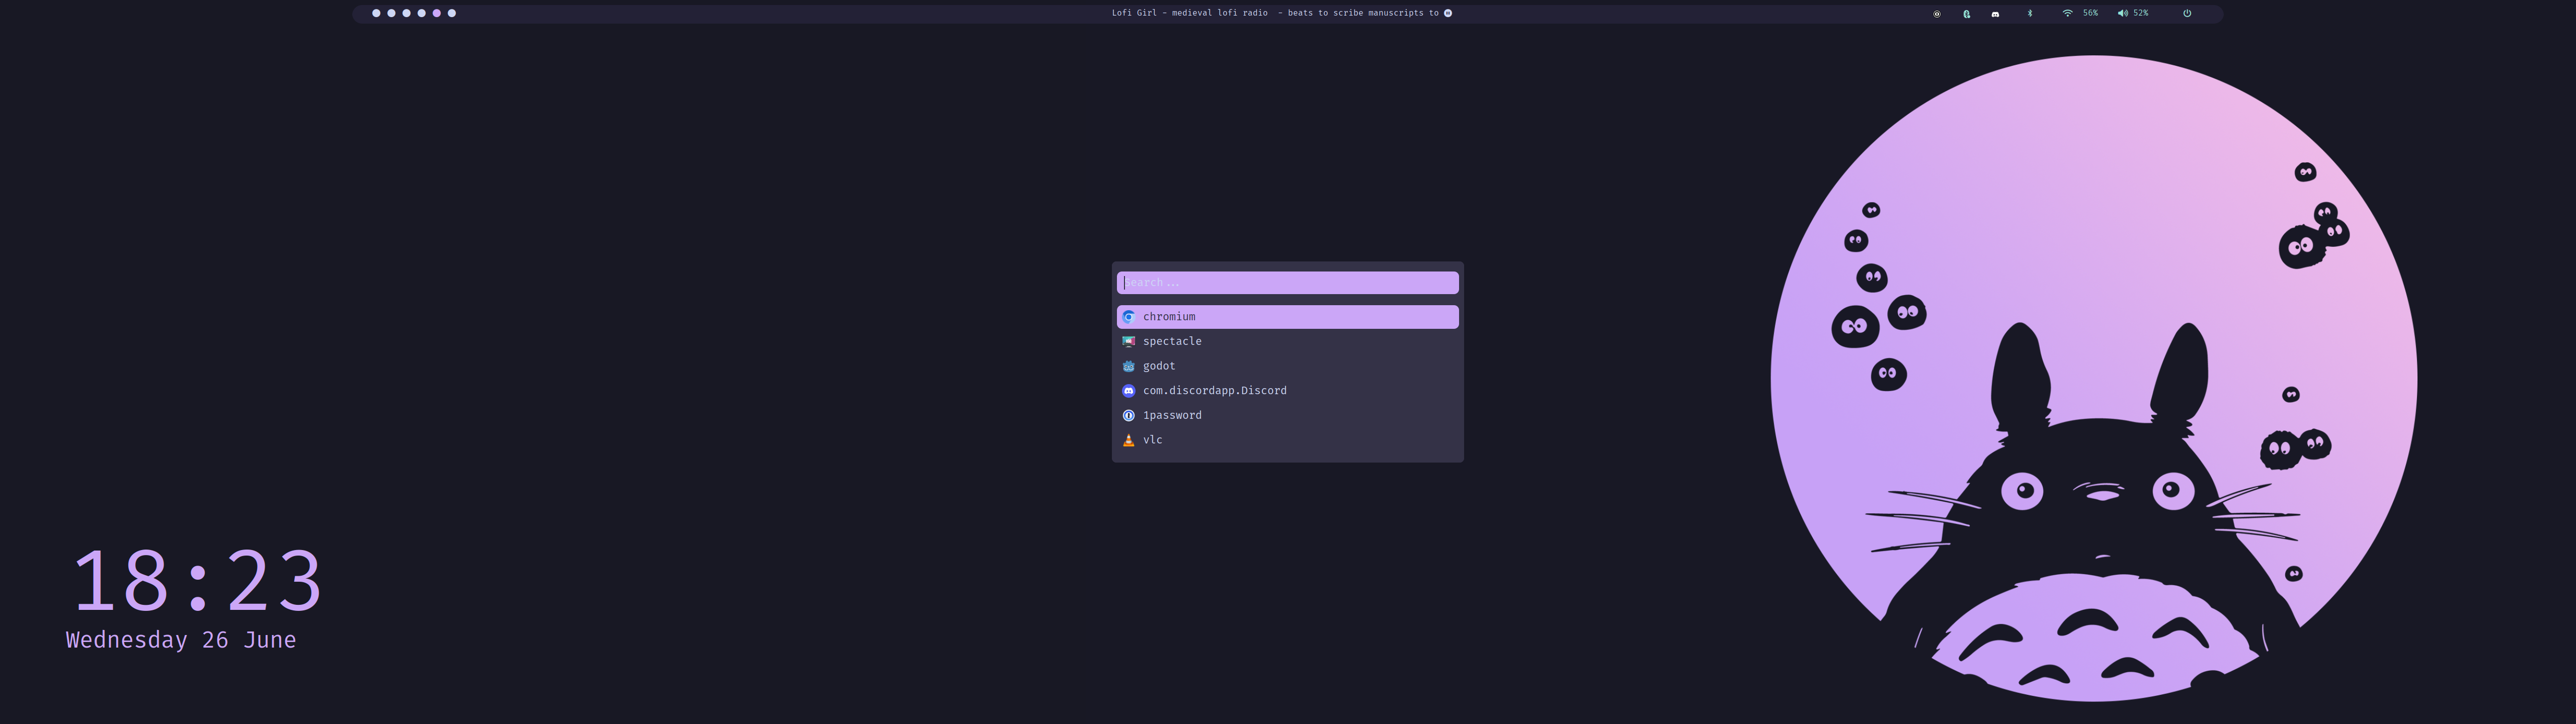 Lofi Girl - medieval lofi radio  - beats to scribe manuscripts to
56%
52%
Search...
chromium
spectacle
godot
com.discordapp.Discord
1password
vlc
18:23
Wednesday 26 June